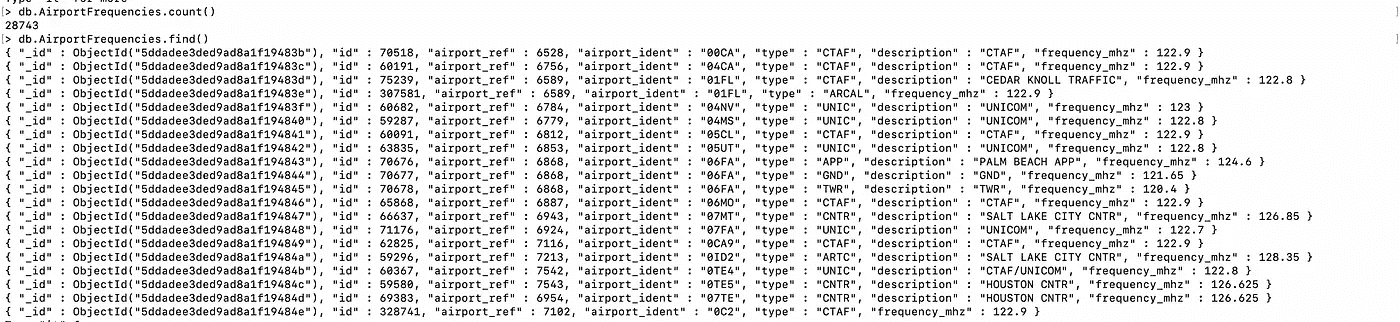 > db.AirportFrequencies.count()
28743
> db.AirportFrequencies.find()
{ "_id" : ObjectId("5ddadee3ded9ad8a1f19483b"), "id" : 70518, "airport_ref" : 6528, "airport_ident" : "00CA", "type" : "CTAF", "description" : "CTAF", "frequency_mhz" : 122.9 }
{ "_id" : ObjectId("5ddadee3ded9ad8a1f19483c"), "id" : 60191, "airport_ref" : 6756, "airport_ident" : "04CA", "type" : "CTAF", "description" : "CTAF", "frequency_mhz" : 122.9 }
{ "_id" : ObjectId("5ddadee3ded9ad8a1f19483d"), "id" : 75239, "airport_ref" : 6589, "airport_ident" : "01FL", "type" : "CTAF", "description" : "CEDAR KNOLL TRAFFIC", "frequency_mhz" : 122.8 }
{ "_id" : ObjectId("5ddadee3ded9ad8a1f19483e"), "id" : 307581, "airport_ref" : 6589, "airport_ident" : "01FL", "type" : "ARCAL", "frequency_mhz" : 122.9 }
{ "_id" : ObjectId("5ddadee3ded9ad8a1f19483f"), "id" : 60682, "airport_ref" : 6784, "airport_ident" : "04NV", "type" : "UNIC", "description" : "UNICOM", "frequency_mhz" : 123 }
{ "_id" : ObjectId("5ddadee3ded9ad8a1f194840"), "id" : 59287, "airport_ref" : 6779, "airport_ident" : "04MS", "type" : "UNIC", "description" : "UNICOM", "frequency_mhz" : 122.8 }
{ "_id" : ObjectId("5ddadee3ded9ad8a1f194841"), "id" : 60091, "airport_ref" : 6812, "airport_ident" : "05CL", "type" : "CTAF", "description" : "CTAF", "frequency_mhz" : 122.9 }
{ "_id" : ObjectId("5ddadee3ded9ad8a1f194842"), "id" : 63835, "airport_ref" : 6853, "airport_ident" : "05UT", "type" : "UNIC", "description" : "UNICOM", "frequency_mhz" : 122.8 }
{ "_id" : ObjectId("5ddadee3ded9ad8a1f194843"), "id" : 70676, "airport_ref" : 6868, "airport_ident" : "06FA", "type" : "APP", "description" : "PALM BEACH APP", "frequency_mhz" : 124.6 }
{ "_id" : ObjectId("5ddadee3ded9ad8a1f194844"), "id" : 70677, "airport_ref" : 6868, "airport_ident" : "06FA", "type" : "GND", "description" : "GND", "frequency_mhz" : 121.65 }
{ "_id" : ObjectId("5ddadee3ded9ad8a1f194845"), "id" : 70678, "airport_ref" : 6868, "airport_ident" : "06FA", "type" : "TWR", "description" : "TWR", "frequency_mhz" : 120.4 }
{ "_id" : ObjectId("5ddadee3ded9ad8a1f194846"), "id" : 65868, "airport_ref" : 6887, "airport_ident" : "06MO", "type" : "CTAF", "description" : "CTAF", "frequency_mhz" : 122.9 }
{ "_id" : ObjectId("5ddadee3ded9ad8a1f194847"), "id" : 66637, "airport_ref" : 6943, "airport_ident" : "07MT", "type" : "CNTR", "description" : "SALT LAKE CITY CNTR", "frequency_mhz" : 126.85 }
{ "_id" : ObjectId("5ddadee3ded9ad8a1f194848"), "id" : 71176, "airport_ref" : 6924, "airport_ident" : "07FA", "type" : "UNIC", "description" : "UNICOM", "frequency_mhz" : 122.7 }
{ "_id" : ObjectId("5ddadee3ded9ad8a1f194849"), "id" : 62825, "airport_ref" : 7116, "airport_ident" : "0CA9", "type" : "CTAF", "description" : "CTAF", "frequency_mhz" : 122.9 }
{ "_id" : ObjectId("5ddadee3ded9ad8a1f19484a"), "id" : 59296, "airport_ref" : 7213, "airport_ident" : "0ID2", "type" : "ARTC", "description" : "SALT LAKE CITY CNTR", "frequency_mhz" : 128.35 }
{ "_id" : ObjectId("5ddadee3ded9ad8a1f19484b"), "id" : 60367, "airport_ref" : 7542, "airport_ident" : "0TE4", "type" : "UNIC", "description" : "CTAF/UNICOM", "frequency_mhz" : 122.8 }
{ "_id" : ObjectId("5ddadee3ded9ad8a1f19484c"), "id" : 59580, "airport_ref" : 7543, "airport_ident" : "0TE5", "type" : "CNTR", "description" : "HOUSTON CNTR", "frequency_mhz" : 126.625 }
{ "_id" : ObjectId("5ddadee3ded9ad8a1f19484d"), "id" : 69383, "airport_ref" : 6954, "airport_ident" : "07TE", "type" : "CNTR", "description" : "HOUSTON CNTR", "frequency_mhz" : 126.625 }
{ "_id" : ObjectId("5ddadee3ded9ad8a1f19484e"), "id" : 328741, "airport_ref" : 7102, "airport_ident" : "0C2", "type" : "CTAF", "frequency_mhz" : 122.9 }